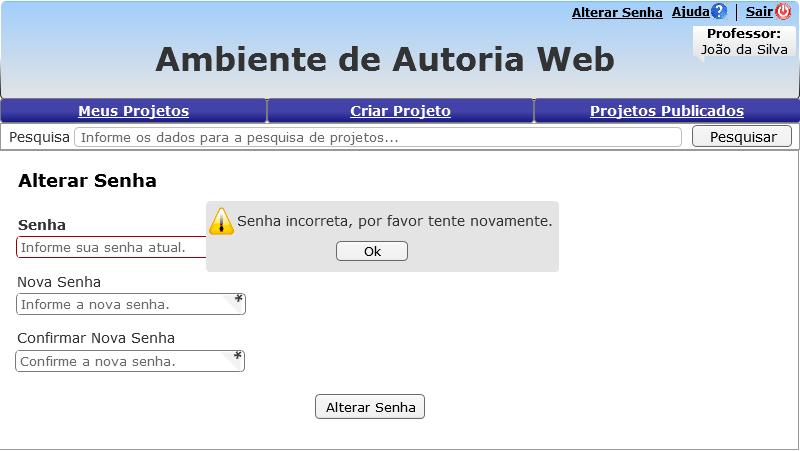 Alterar Senha Ajuda Sair
Professor:
João da Silva
Ambiente de Autoria Web
Meus Projetos Criar Projeto Projetos Publicados
Pesquisa Informe os dados para a pesquisa de projetos... Pesquisar
Alterar Senha
Senha incorreta, por favor tente novamente.
Ok
Senha
Informe sua senha atual.
Nova Senha
Informe a nova senha. *
Confirmar Nova Senha
Confirme a nova senha. *
Alterar Senha